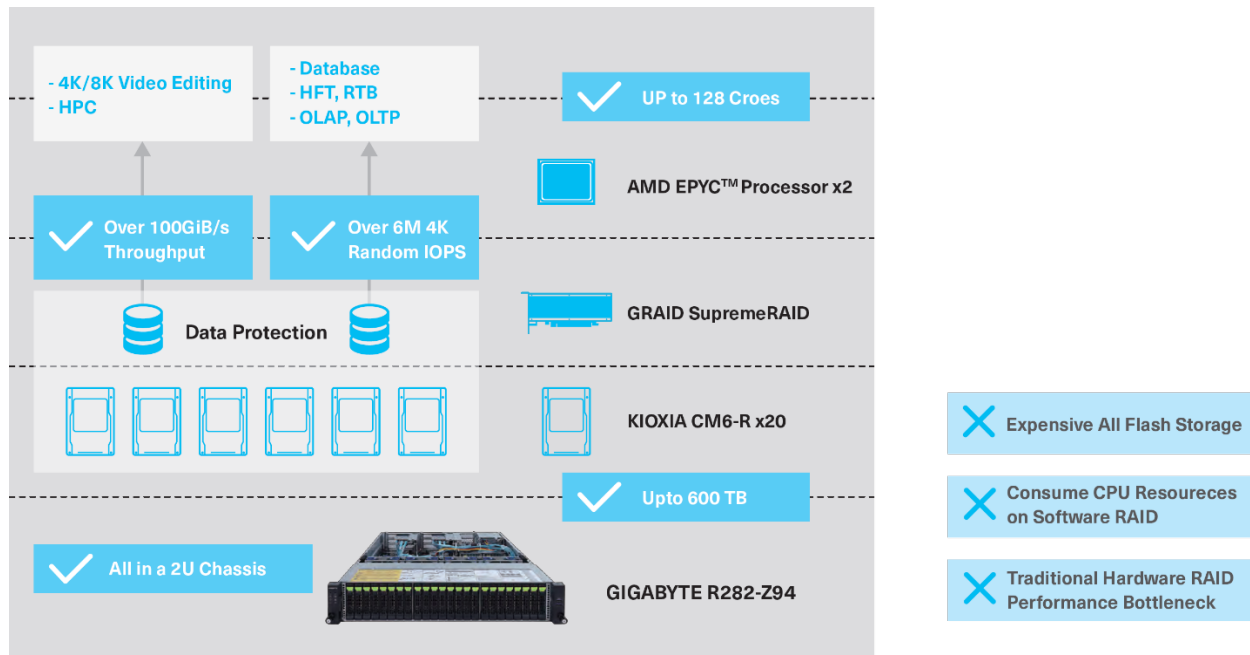 - 4K/8K Video Editing
- HPC
- Database
- HFT, RTB
- OLAP, OLTP
UP to 128 Croes
AMD EPYC™ Processor x2
Over 100GiB/s
Throughput
Over 6M 4K
Random IOPS
Data Protection
GRAID SupremeRAID
KIOXIA CM6-R x20
Upto 600 TB
All in a 2U Chassis
GIGABYTE R282-Z94
Expensive All Flash Storage
Consume CPU Resoureces
on Software RAID
Traditional Hardware RAID
Performance Bottleneck